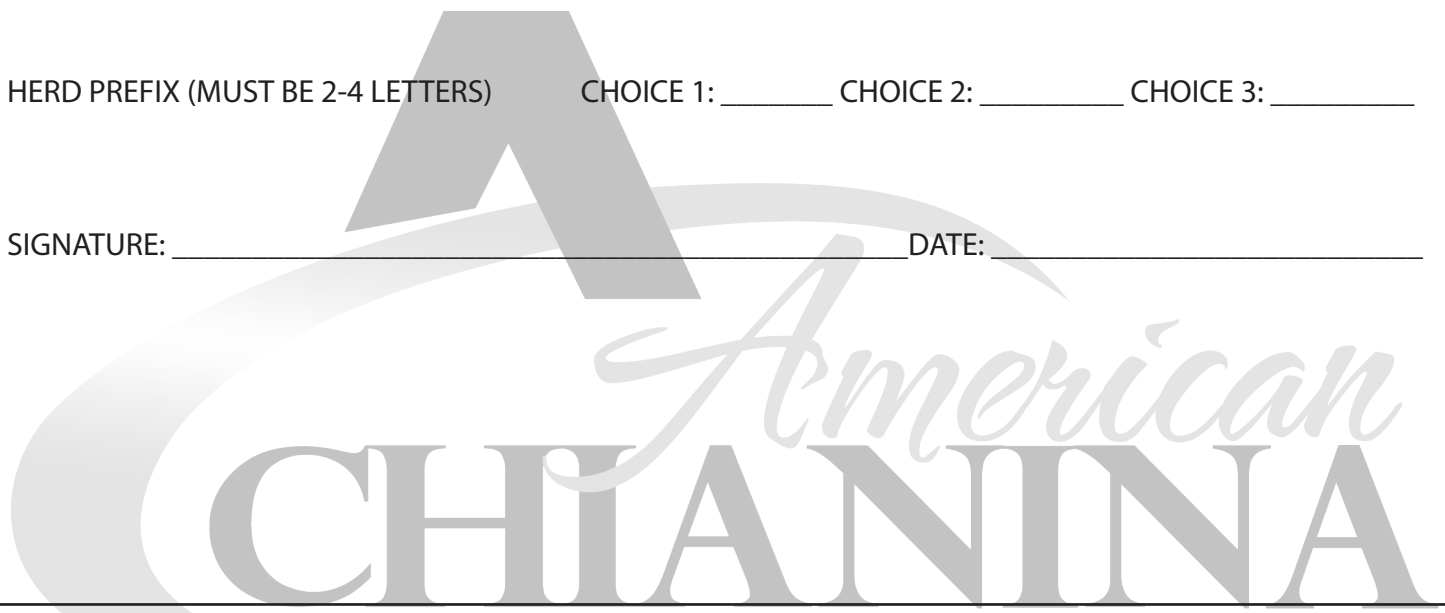 HERD PREFIX (MUST BE 2-4 LETTERS) CHOICE 1: _______ CHOICE 2: _________ CHOICE 3: _________
SIGNATURE: ______________________________________________DATE: ___________________________
American
CHIANINA